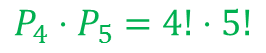 P₄ · P₅ = 4! · 5!